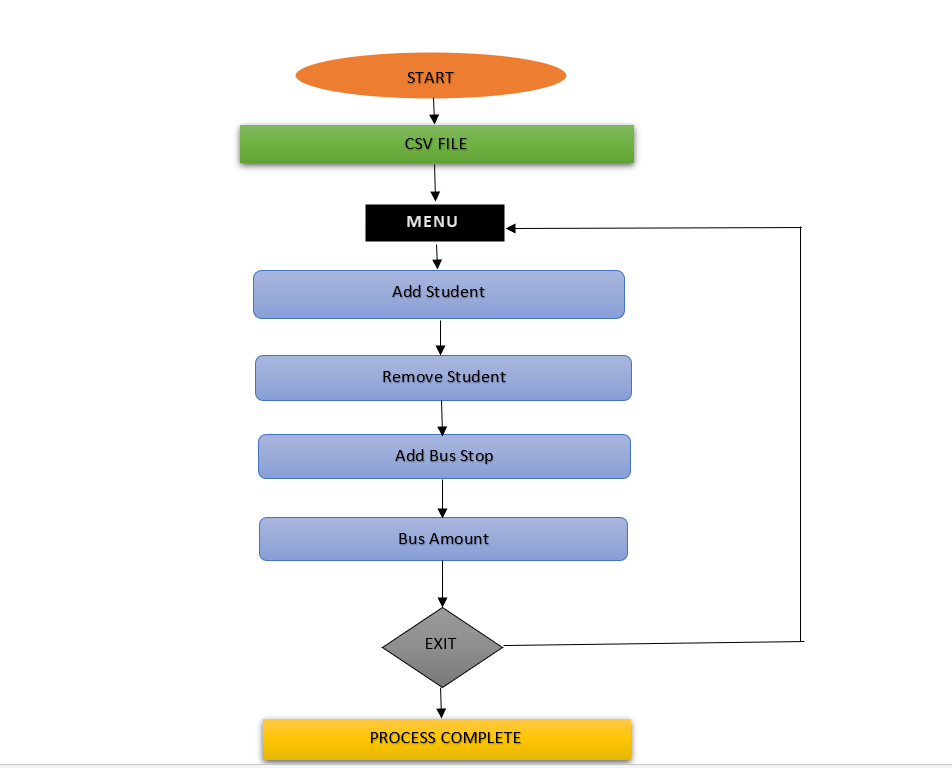 START
CSV FILE
MENU
Add Student
Remove Student
Add Bus Stop
Bus Amount
EXIT
PROCESS COMPLETE